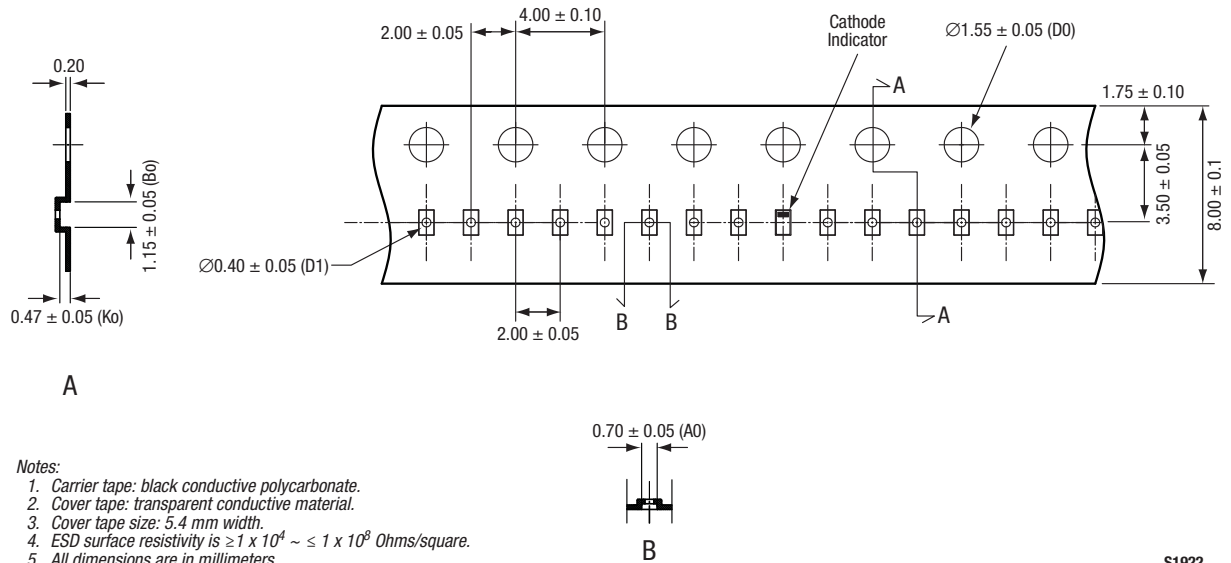 4.00 ± 0.10
2.00 ± 0.05
Cathode
Indicator
∅1.55 ± 0.05 (D0)
0.20
A
1.75 ± 0.10
1.15 ± 0.05 (Bo)
3.50 ± 0.05
8.00 ± 0.1
∅0.40 ± 0.05 (D1)
0.47 ± 0.05 (Ko)
B
B
A
2.00 ± 0.05
A
0.70 ± 0.05 (A0)
B
Notes:
1. Carrier tape: black conductive polycarbonate.
2. Cover tape: transparent conductive material.
3. Cover tape size: 5.4 mm width.
4. ESD surface resistivity is ≥1 x 10⁴ ~ ≤ 1 x 10⁸ Ohms/square.
5. All dimensions are in millimeters
S1922